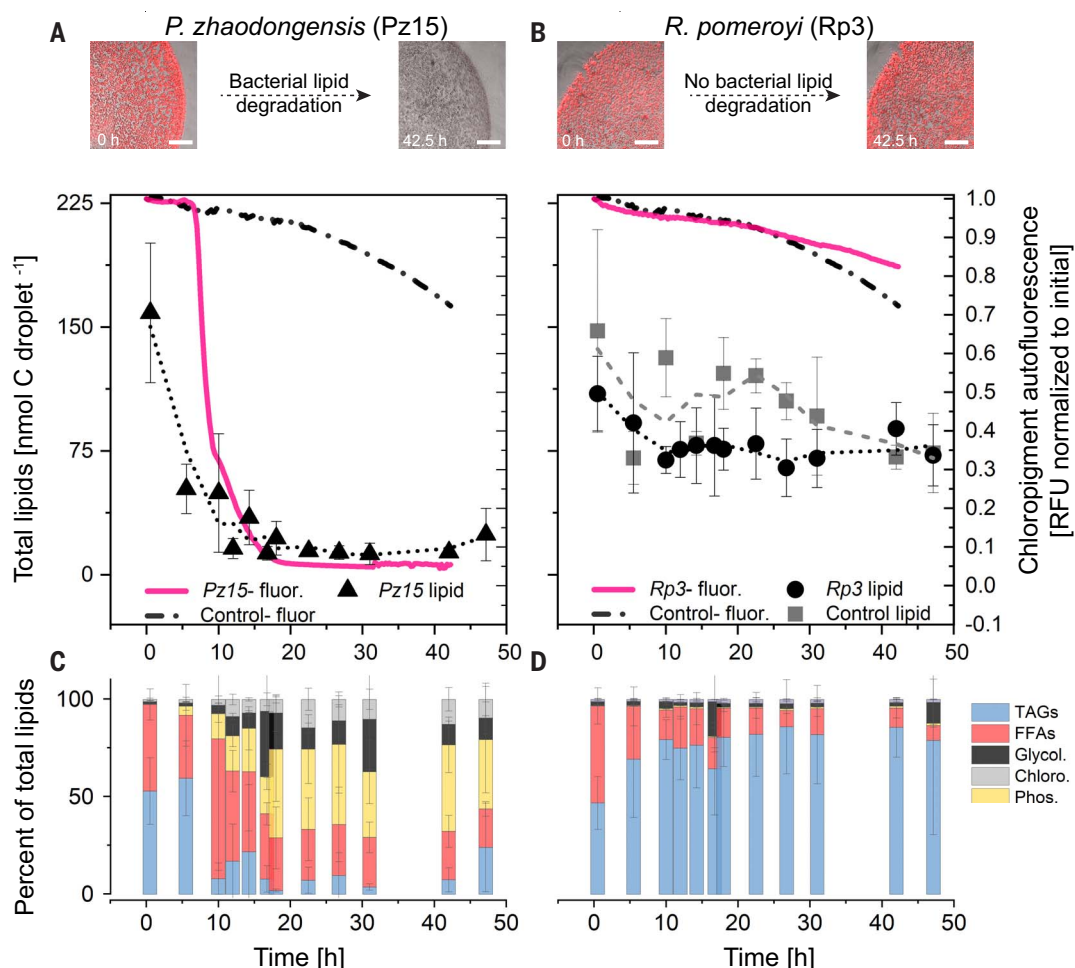 A
P. zhaodongensis (Pz15)
Bacterial lipid
degradation
0 h
42.5 h
B
R. pomeroyi (Rp3)
No bacterial lipid
degradation
0 h
42.5 h
Total lipids [nmol C droplet -1]
225
150
75
0
Pz15- fluor.
Pz15 lipid
Control- fluor
0 10 20 30 40 50
Rp3- fluor.
Rp3 lipid
Control- fluor.
Control lipid
0 10 20 30 40 50
1.0
0.9
0.8
0.7
0.6
0.5
0.4
0.3
0.2
0.1
0.0
-0.1
Chloropigment autofluorescence
[RFU normalized to initial]
C
Percent of total lipids
100
50
0
0 10 20 30 40 50
Time [h]
D
0 10 20 30 40 50
Time [h]
TAGs
FFAs
Glycol.
Chloro.
Phos.